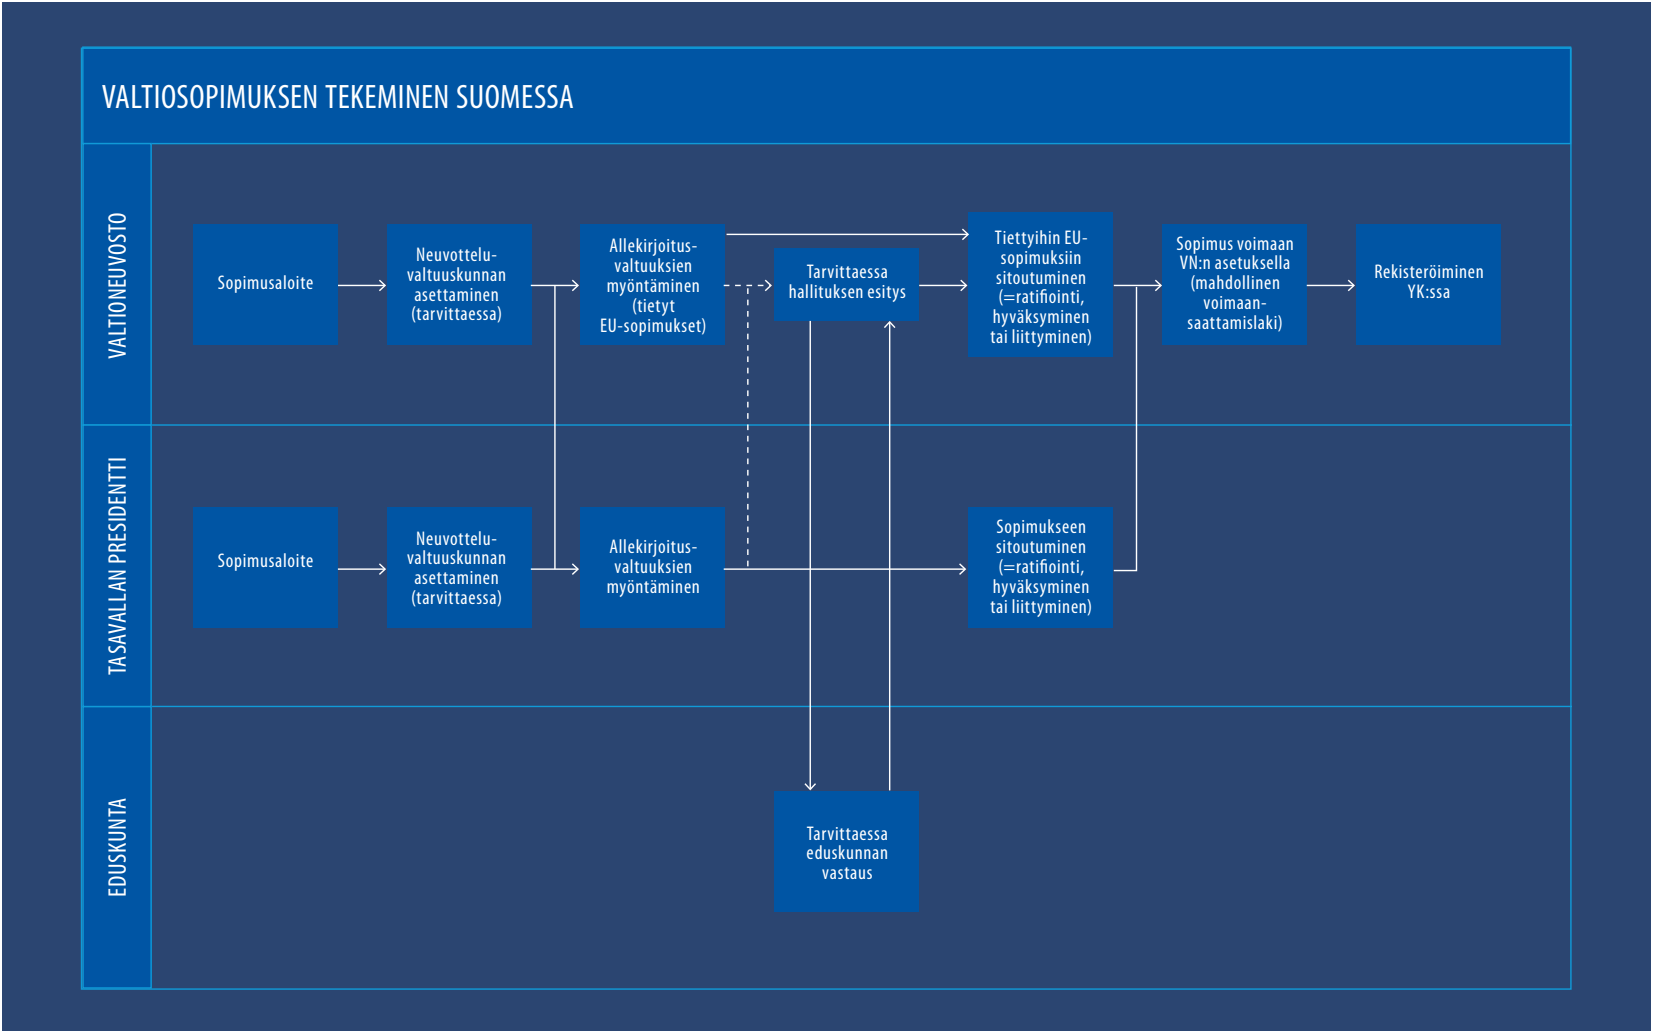 VALTIOSOPIMUKSEN TEKEMINEN SUOMESSA
VALTIONEUVOSTO
Sopimusaloite
Neuvottelu-
valtuuskunnan
asettaminen
(tarvittaessa)
Allekirjoitus-
valtuuksien
myöntäminen
(tietyt
EU-sopimukset)
Tarvittaessa
hallituksen esitys
Tiettyihin EU-
sopimuksiin
sitoutuminen
(=ratifiointi,
hyväksyminen
tai liittyminen)
Sopimus voimaan
VN:n asetuksella
(mahdollinen
voimaan-
saattamislaki)
Rekisteröiminen
YK:ssa
TASAVALLAN PRESIDENTTI
Sopimusaloite
Neuvottelu-
valtuuskunnan
asettaminen
(tarvittaessa)
Allekirjoitus-
valtuuksien
myöntäminen
Sopimukseen
sitoutuminen
(=ratifiointi,
hyväksyminen
tai liittyminen)
EDUSKUNTA
Tarvittaessa
eduskunnan
vastaus